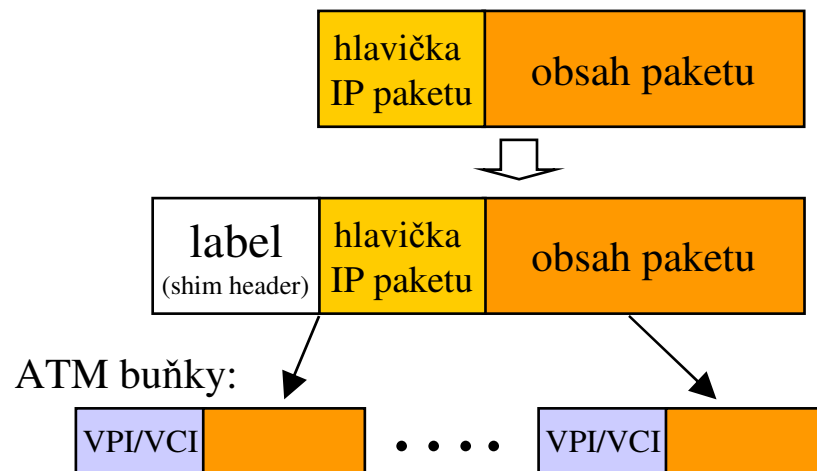 hlavička
IP paketu
obsah paketu
label
(shim header)
hlavička
IP paketu
obsah paketu
ATM buňky:
VPI/VCI
VPI/VCI